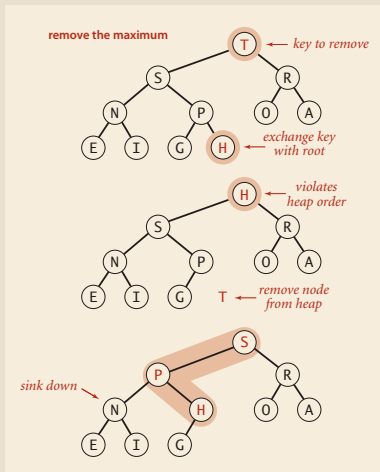 remove the maximum
T
key to remove
S
R
N
P
O
A
E
I
G
H
exchange key
with root
H
violates
heap order
S
R
N
P
O
A
E
I
G
T
remove node
from heap
S
P
R
sink down
N
H
O
A
E
I
G